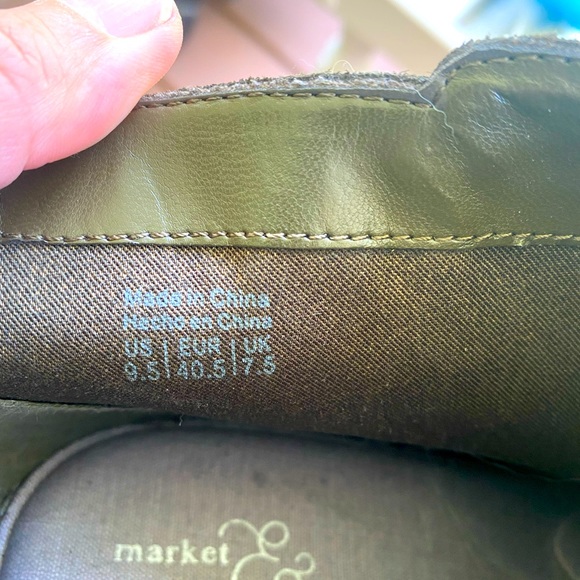 Made in China
Hecho en China
US | EUR | UK
9.5 | 40.5 | 7.5
market &